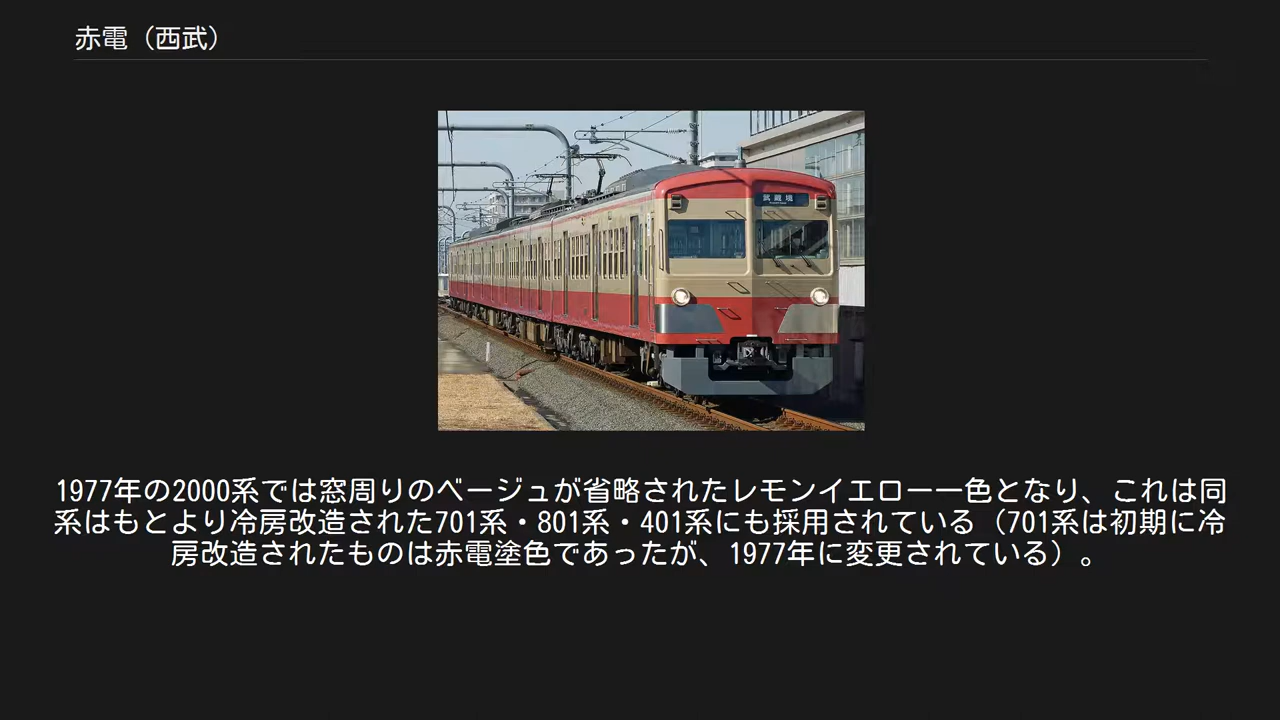 赤電（西武）
武蔵境
1977年の2000系では窓周りのベージュが省略されたレモンイエロー一色となり、これは同
系はもとより冷房改造された701系・801系・401系にも採用されている（701系は初期に冷
房改造されたものは赤電塗色であったが、1977年に変更されている）。